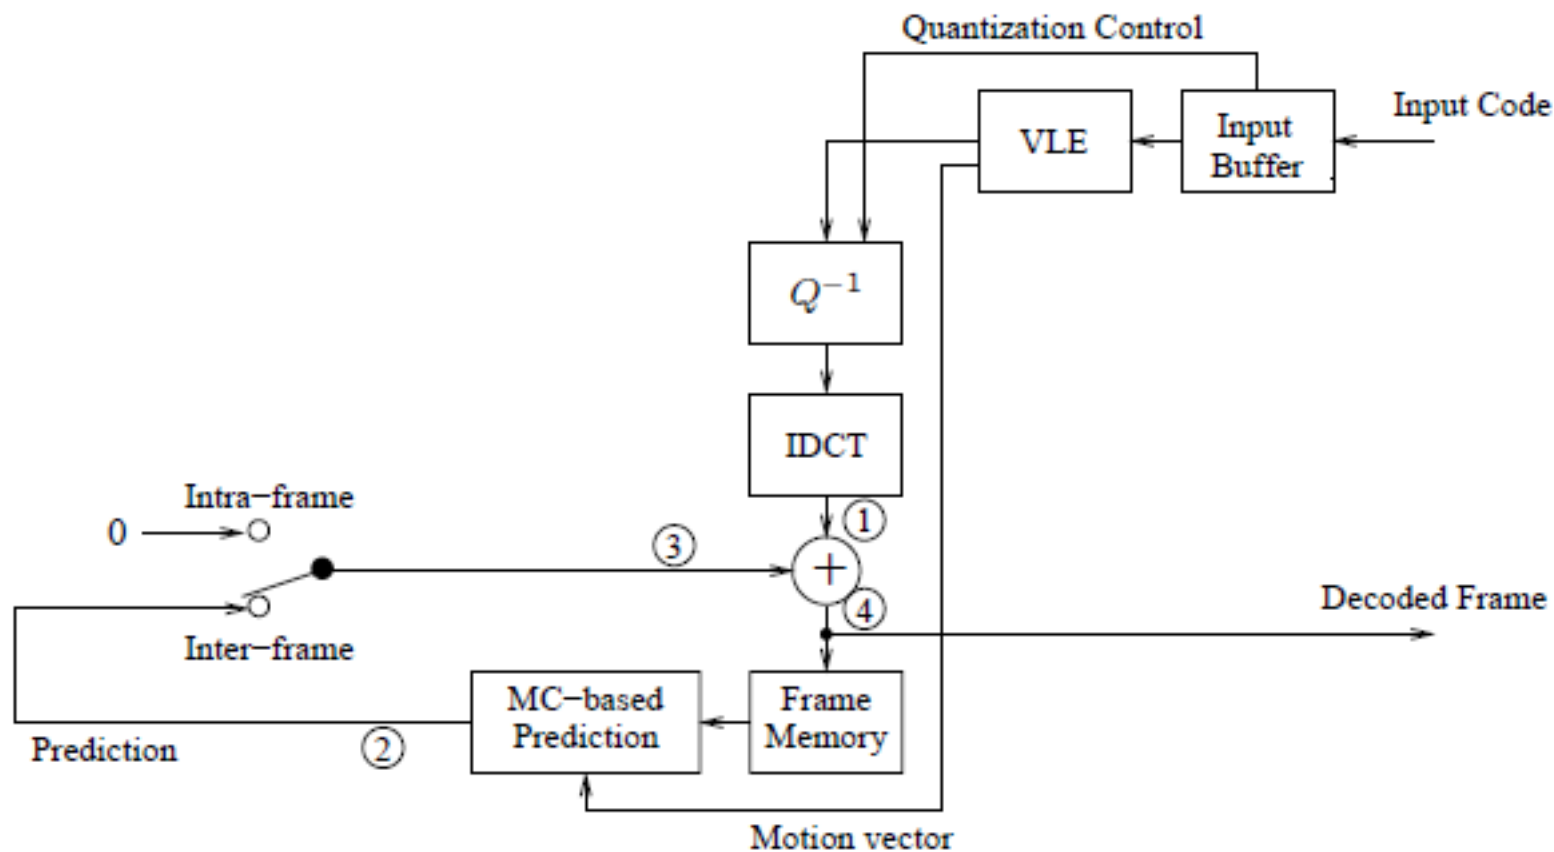 Quantization Control
Input Code
VLE
Input
Buffer
Q⁻¹
IDCT
Intra−frame
0
1
3
+
4
Decoded Frame
Inter−frame
MC−based
Prediction
Frame
Memory
Prediction
2
Motion vector